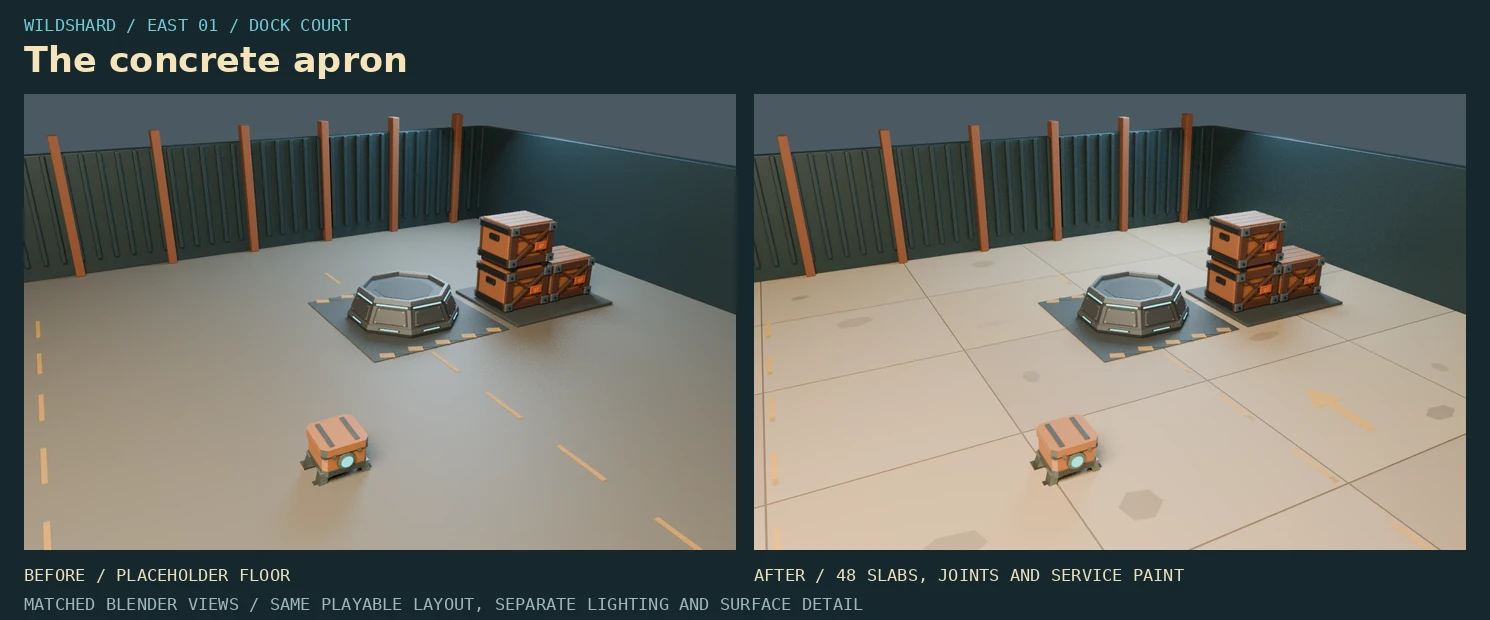 WILDSHARD / EAST 01 / DOCK COURT
The concrete apron
BEFORE / PLACEHOLDER FLOOR
AFTER / 48 SLABS, JOINTS AND SERVICE PAINT
MATCHED BLENDER VIEWS / SAME PLAYABLE LAYOUT, SEPARATE LIGHTING AND SURFACE DETAIL